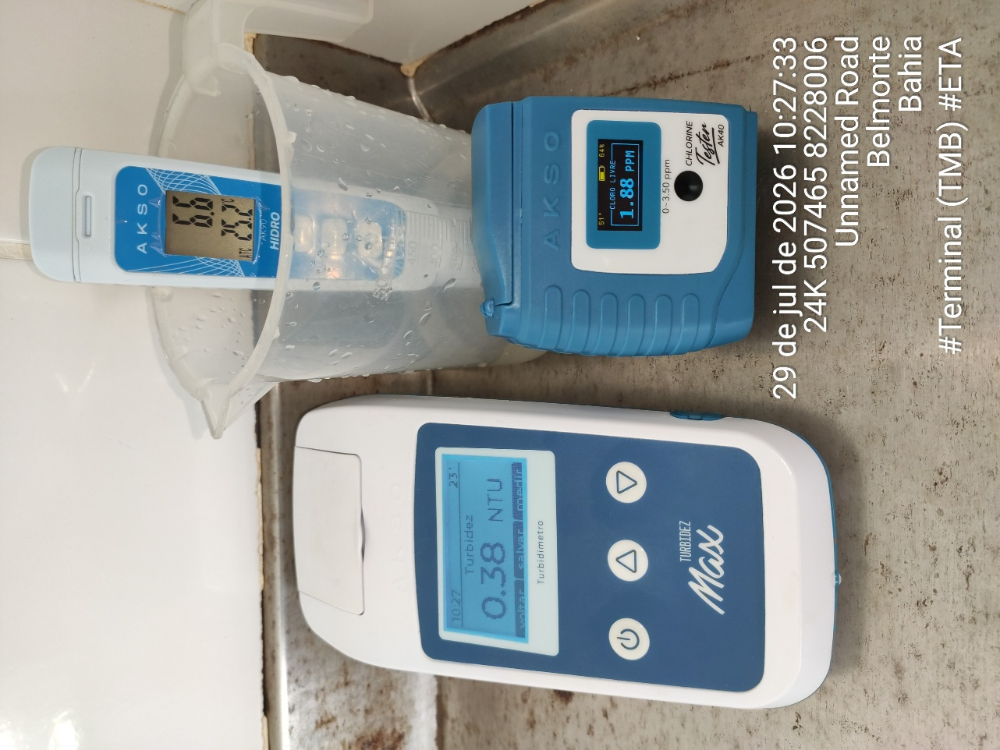 AKSO
6.6
ATC 25.2°C
AK90
HIDRO
AKSO
51° 64%
CLORO LIVRE
1.88 PPM
0~3.50 ppm
CHLORINE
Tester
AK40
10:27 23°
Turbidez
0.38 NTU
voltar salvar medir
Turbidímetro
TURBIDEZ
Max
29 de jul de 2026 10:27:33
24K 507465 8228006
Unnamed Road
Belmonte
Bahia
#Terminal (TMB) #ETA